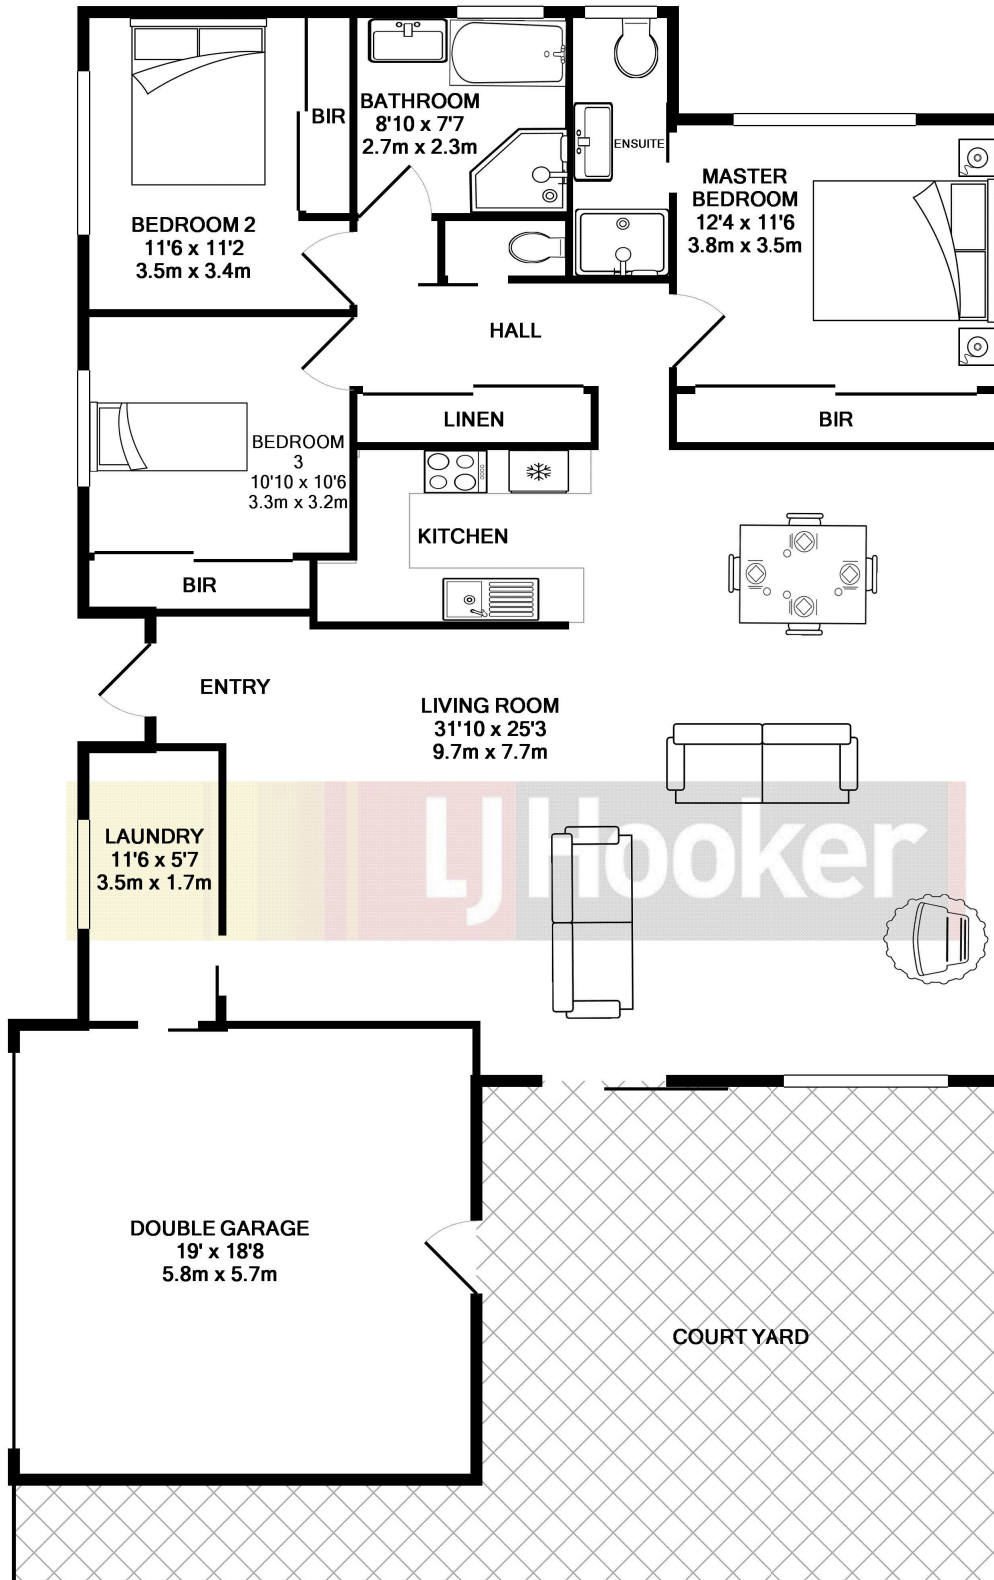 BIR
BATHROOM
8'10 x 7'7
2.7m x 2.3m
ENSUITE
MASTER
BEDROOM
12'4 x 11'6
3.8m x 3.5m
BEDROOM 2
11'6 x 11'2
3.5m x 3.4m
HALL
LINEN
BIR
BEDROOM
3
10'10 x 10'6
3.3m x 3.2m
KITCHEN
BIR
ENTRY
LIVING ROOM
31'10 x 25'3
9.7m x 7.7m
LJ Hooker
LAUNDRY
11'6 x 5'7
3.5m x 1.7m
DOUBLE GARAGE
19' x 18'8
5.8m x 5.7m
COURT YARD